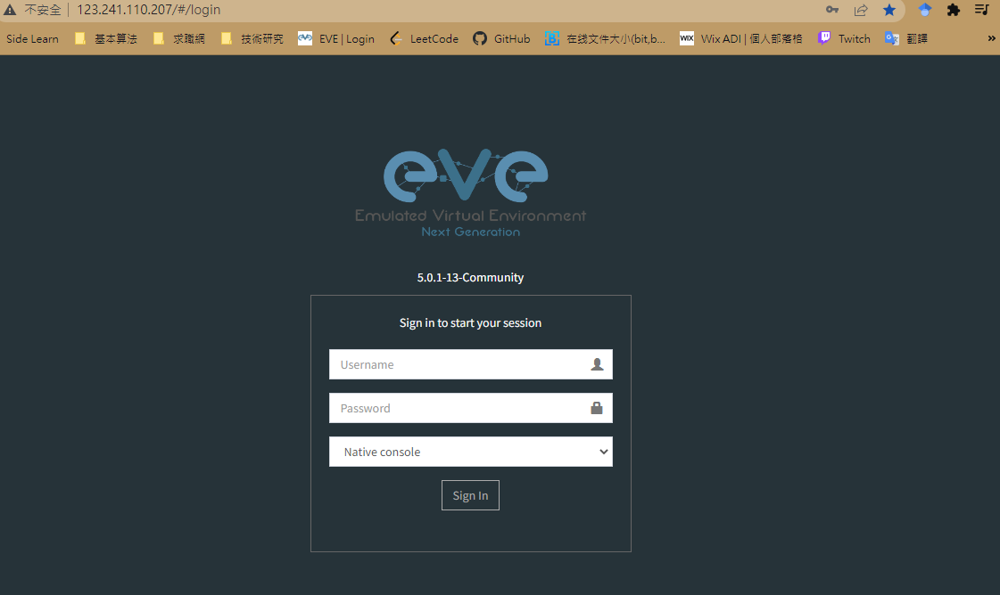 不安全 | 123.241.110.207/#/login
Side Learn 基本算法 求職網 技術研究 EVE | Login LeetCode GitHub 在线文件大小(bit,b... WIX Wix ADI | 個人部落格 Twitch 翻譯 »
eve
Emulated Virtual Environment
Next Generation
5.0.1-13-Community
Sign in to start your session
Username
Password
Native console
Sign In